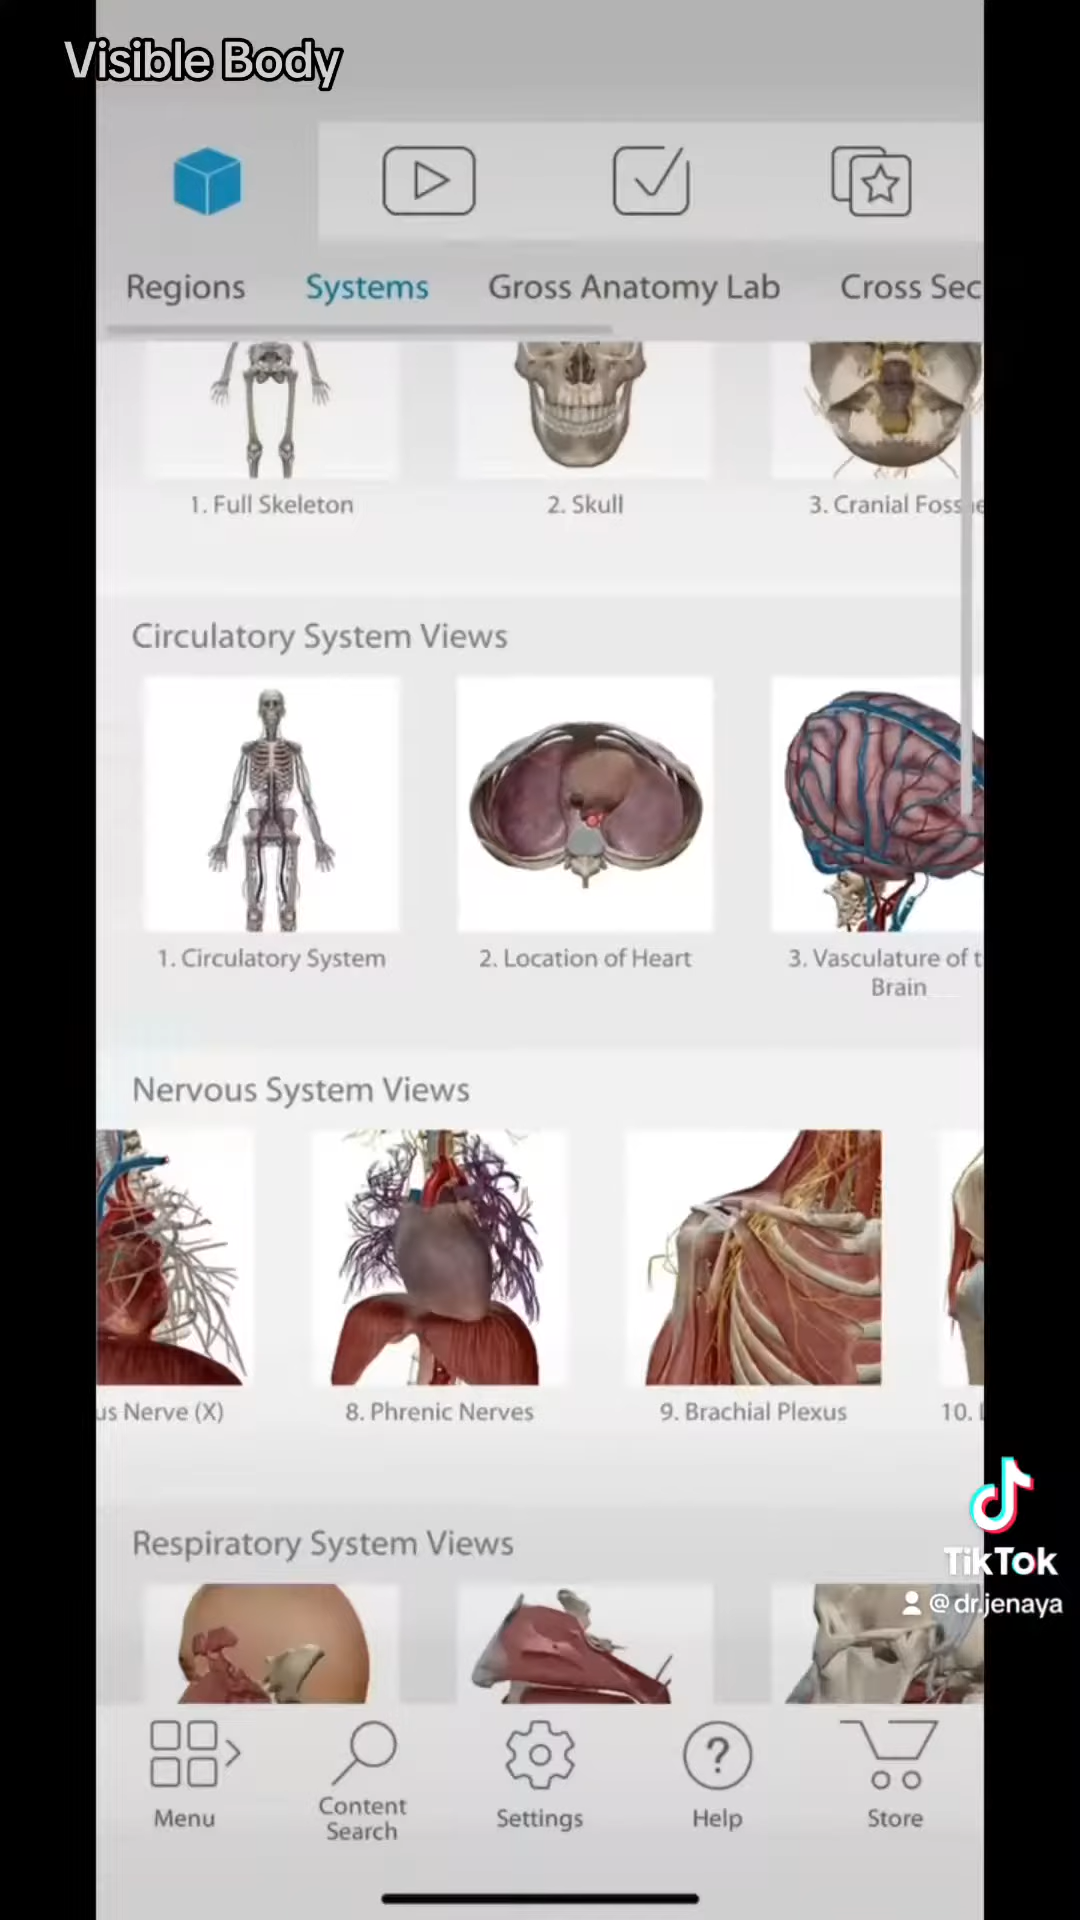 Visible Body
Regions Systems Gross Anatomy Lab Cross Sec
1. Full Skeleton 2. Skull 3. Cranial Fossae
Circulatory System Views
1. Circulatory System 2. Location of Heart 3. Vasculature of t
Brain
Nervous System Views
us Nerve (X) 8. Phrenic Nerves 9. Brachial Plexus 10.
Respiratory System Views
TikTok
@dr.jenaya
Menu Content Search Settings Help Store